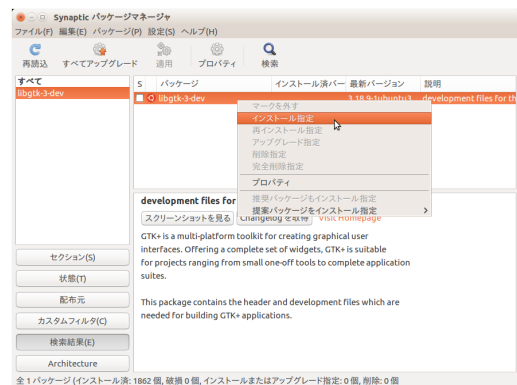 Synaptic パッケージマネージャ
ファイル(F) 編集(E) パッケージ(P) 設定(S) ヘルプ(H)
再読込 すべてアップグレード 適用 プロパティ 検索
すべて
libgtk-3-dev
S パッケージ インストール済バー 最新バージョン 説明
libgtk-3-dev 3.18.9-1ubuntu3 development files for th
マークを外す
インストール指定
再インストール指定
アップグレード指定
削除指定
完全削除指定
プロパティ
推奨パッケージもインストール指定
提案パッケージをインストール指定
development files for
スクリーンショットを見る Changelog を取得 Visit Homepage
GTK+ is a multi-platform toolkit for creating graphical user
interfaces. Offering a complete set of widgets, GTK+ is suitable
for projects ranging from small one-off tools to complete application
suites.
This package contains the header and development files which are
needed for building GTK+ applications.
セクション(S)
状態(T)
配布元
カスタムフィルタ(C)
検索結果(E)
Architecture
全 1 パッケージ (インストール済: 1862 個, 破損 0 個, インストールまたはアップグレード指定: 0 個, 削除: 0 個